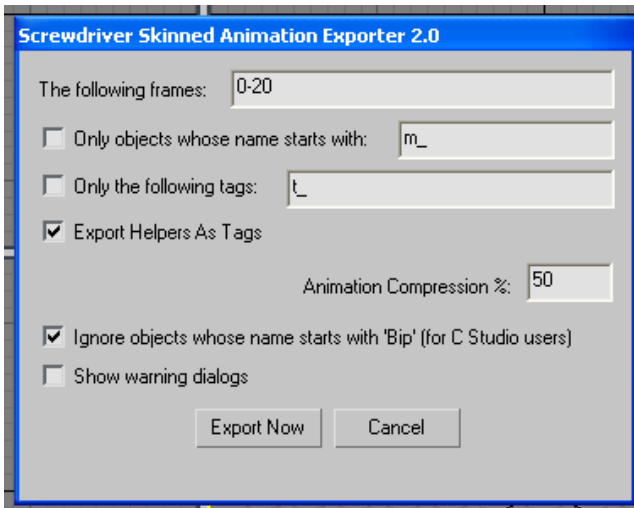 Screwdriver Skinned Animation Exporter 2.0
The following frames: 0-20
Only objects whose name starts with: m_
Only the following tags: t_
Export Helpers As Tags
Animation Compression %: 50
Ignore objects whose name starts with 'Bip' (for C Studio users)
Show warning dialogs
Export Now Cancel